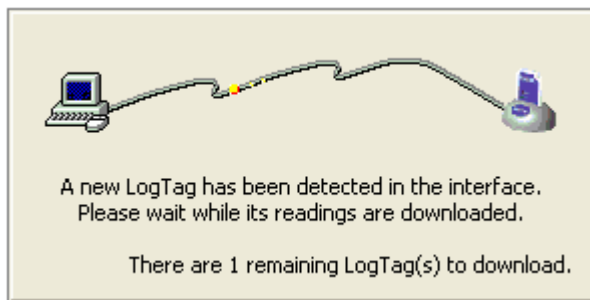 A new LogTag has been detected in the interface.
Please wait while its readings are downloaded.
There are 1 remaining LogTag(s) to download.